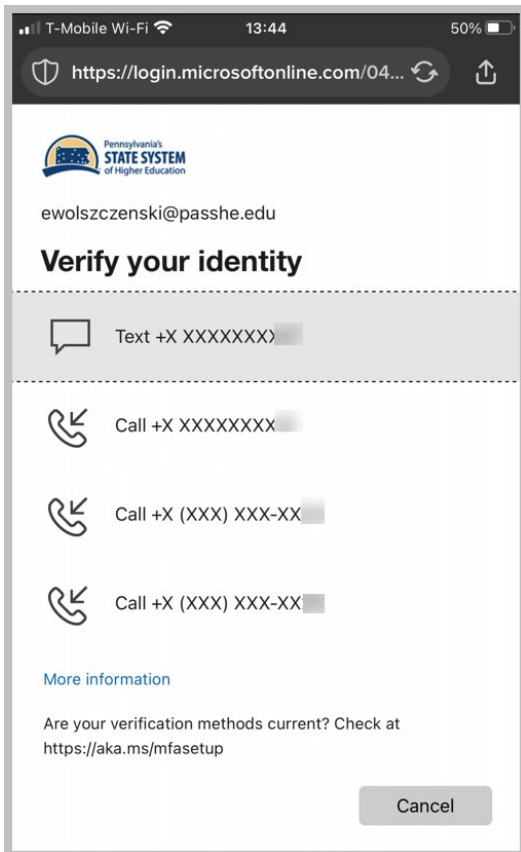 T-Mobile Wi-Fi 13:44 50%
https://login.microsoftonline.com/04...
Pennsylvania's
STATE SYSTEM
of Higher Education
ewolszczenski@passhe.edu
Verify your identity
Text +X XXXXXXXX
Call +X XXXXXXXX
Call +X (XXX) XXX-XX
Call +X (XXX) XXX-XX
More information
Are your verification methods current? Check at
https://aka.ms/mfasetup
Cancel